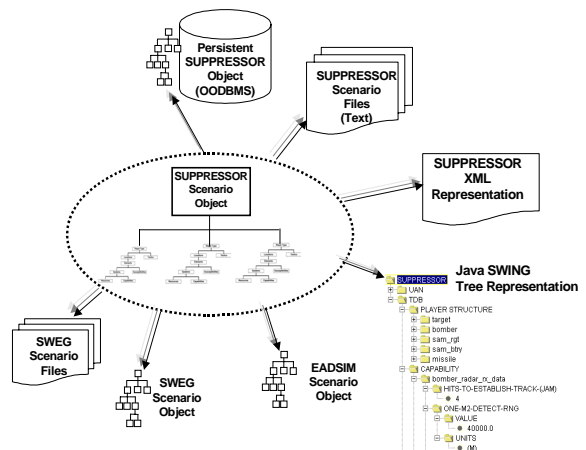 Persistent
SUPPRESSOR
Object
(OODBMS)
SUPPRESSOR
Scenario
Files
(Text)
SUPPRESSOR
XML
Representation
SUPPRESSOR
Scenario
Object
Java SWING
Tree Representation
SUPPRESSOR
UAN
TDB
PLAYER STRUCTURE
target
bomber
sam_rgt
sam_btry
missile
CAPABILITY
bomber_radar_rx_data
HITS-TO-ESTABLISH-TRACK-(JAM)
4
ONE-M2-DETECT-RNG
VALUE
40000.0
UNITS
(M)
SWEG
Scenario
Files
SWEG
Scenario
Object
EADSIM
Scenario
Object